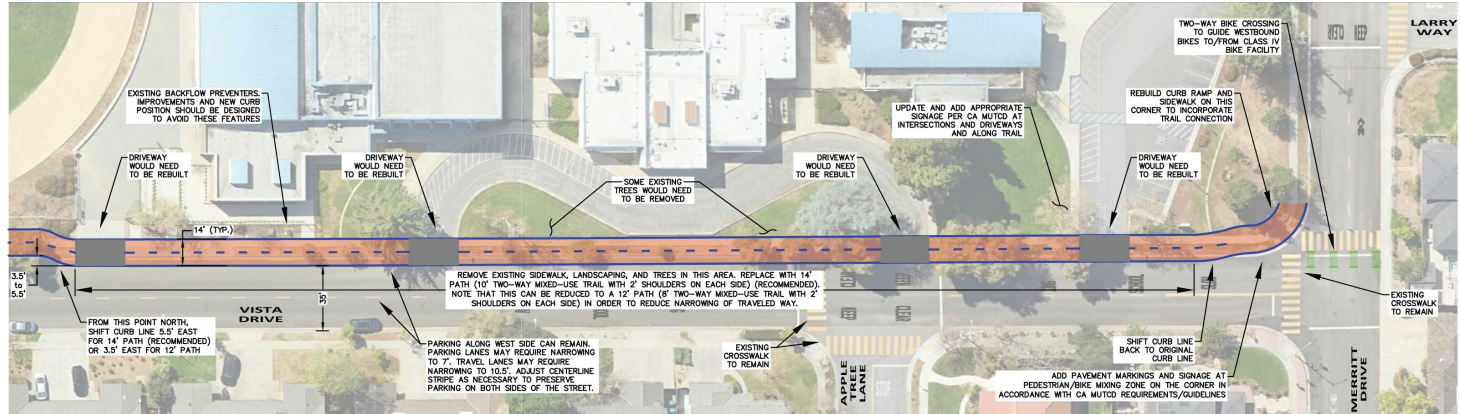 TWO-WAY BIKE CROSSING
TO GUIDE WESTBOUND
BIKES TO/FROM CLASS IV
BIKE FACILITY
LARRY
WAY
CLEAR
KEEP
EXISTING BACKFLOW PREVENTERS.
IMPROVEMENTS AND NEW CURB
POSITION SHOULD BE DESIGNED
TO AVOID THESE FEATURES
UPDATE AND ADD APPROPRIATE
SIGNAGE PER CA MUTCD AT
INTERSECTIONS AND DRIVEWAYS
AND ALONG TRAIL
REBUILD CURB RAMP AND
SIDEWALK ON THIS
CORNER TO INCORPORATE
TRAIL CONNECTION
DRIVEWAY
WOULD NEED
TO BE REBUILT
DRIVEWAY
WOULD NEED
TO BE REBUILT
SOME EXISTING
TREES WOULD NEED
TO BE REMOVED
DRIVEWAY
WOULD NEED
TO BE REBUILT
DRIVEWAY
WOULD NEED
TO BE REBUILT
14' (TYP.)
3.5'
to
5.5'
35'
REMOVE EXISTING SIDEWALK, LANDSCAPING, AND TREES IN THIS AREA. REPLACE WITH 14'
PATH (10' TWO-WAY MIXED-USE TRAIL WITH 2' SHOULDERS ON EACH SIDE) (RECOMMENDED).
NOTE THAT THIS CAN BE REDUCED TO A 12' PATH (8' TWO-WAY MIXED-USE TRAIL WITH 2'
SHOULDERS ON EACH SIDE) IN ORDER TO REDUCE NARROWING OF TRAVELED WAY.
CLEAR
KEEP
KEEP
CLEAR
SCHOOL
VISTA
DRIVE
FROM THIS POINT NORTH,
SHIFT CURB LINE 5.5' EAST
FOR 14' PATH (RECOMMENDED)
OR 3.5' EAST FOR 12' PATH
PARKING ALONG WEST SIDE CAN REMAIN.
PARKING LANES MAY REQUIRE NARROWING
TO 7'. TRAVEL LANES MAY REQUIRE
NARROWING TO 10.5'. ADJUST CENTERLINE
STRIPE AS NECESSARY TO PRESERVE
PARKING ON BOTH SIDES OF THE STREET.
EXISTING
CROSSWALK
TO REMAIN
APPLE
TREE
LANE
STOP
SHIFT CURB LINE
BACK TO ORIGINAL
CURB LINE
ADD PAVEMENT MARKINGS AND SIGNAGE AT
PEDESTRIAN/BIKE MIXING ZONE ON THE CORNER IN
ACCORDANCE WITH CA MUTCD REQUIREMENTS/GUIDELINES
EXISTING
CROSSWALK
TO REMAIN
MERRITT
DRIVE